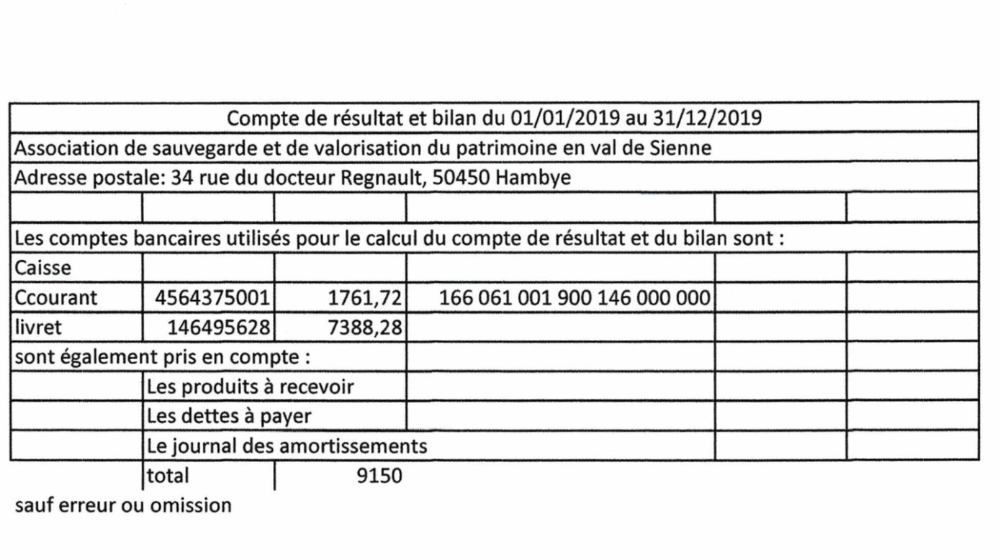 Compte de résultat et bilan du 01/01/2019 au 31/12/2019
Association de sauvegarde et de valorisation du patrimoine en val de Sienne
Adresse postale: 34 rue du docteur Regnault, 50450 Hambye
Les comptes bancaires utilisés pour le calcul du compte de résultat et du bilan sont :
Caisse
Ccourant 4564375001 1761,72 166 061 001 900 146 000 000
livret 146495628 7388,28
sont également pris en compte :
Les produits à recevoir
Les dettes à payer
Le journal des amortissements
total 9150
sauf erreur ou omission